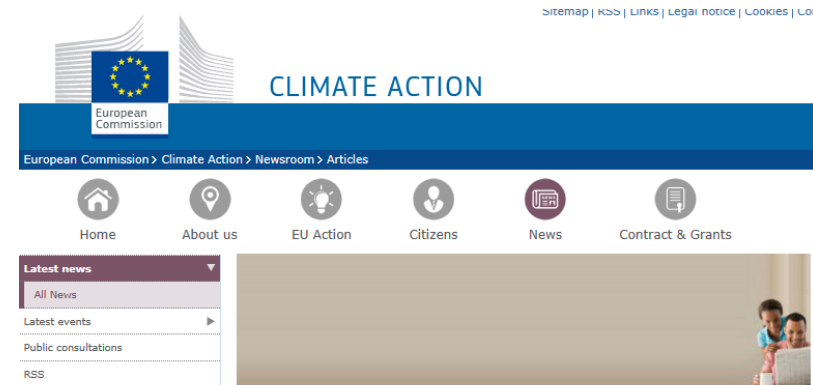 Sitemap | RSS | Links | Legal notice | Cookies |
CLIMATE ACTION
European
Commission
European Commission > Climate Action > Newsroom > Articles
Home About us EU Action Citizens News Contract & Grants
Latest news
All News
Latest events
Public consultations
RSS